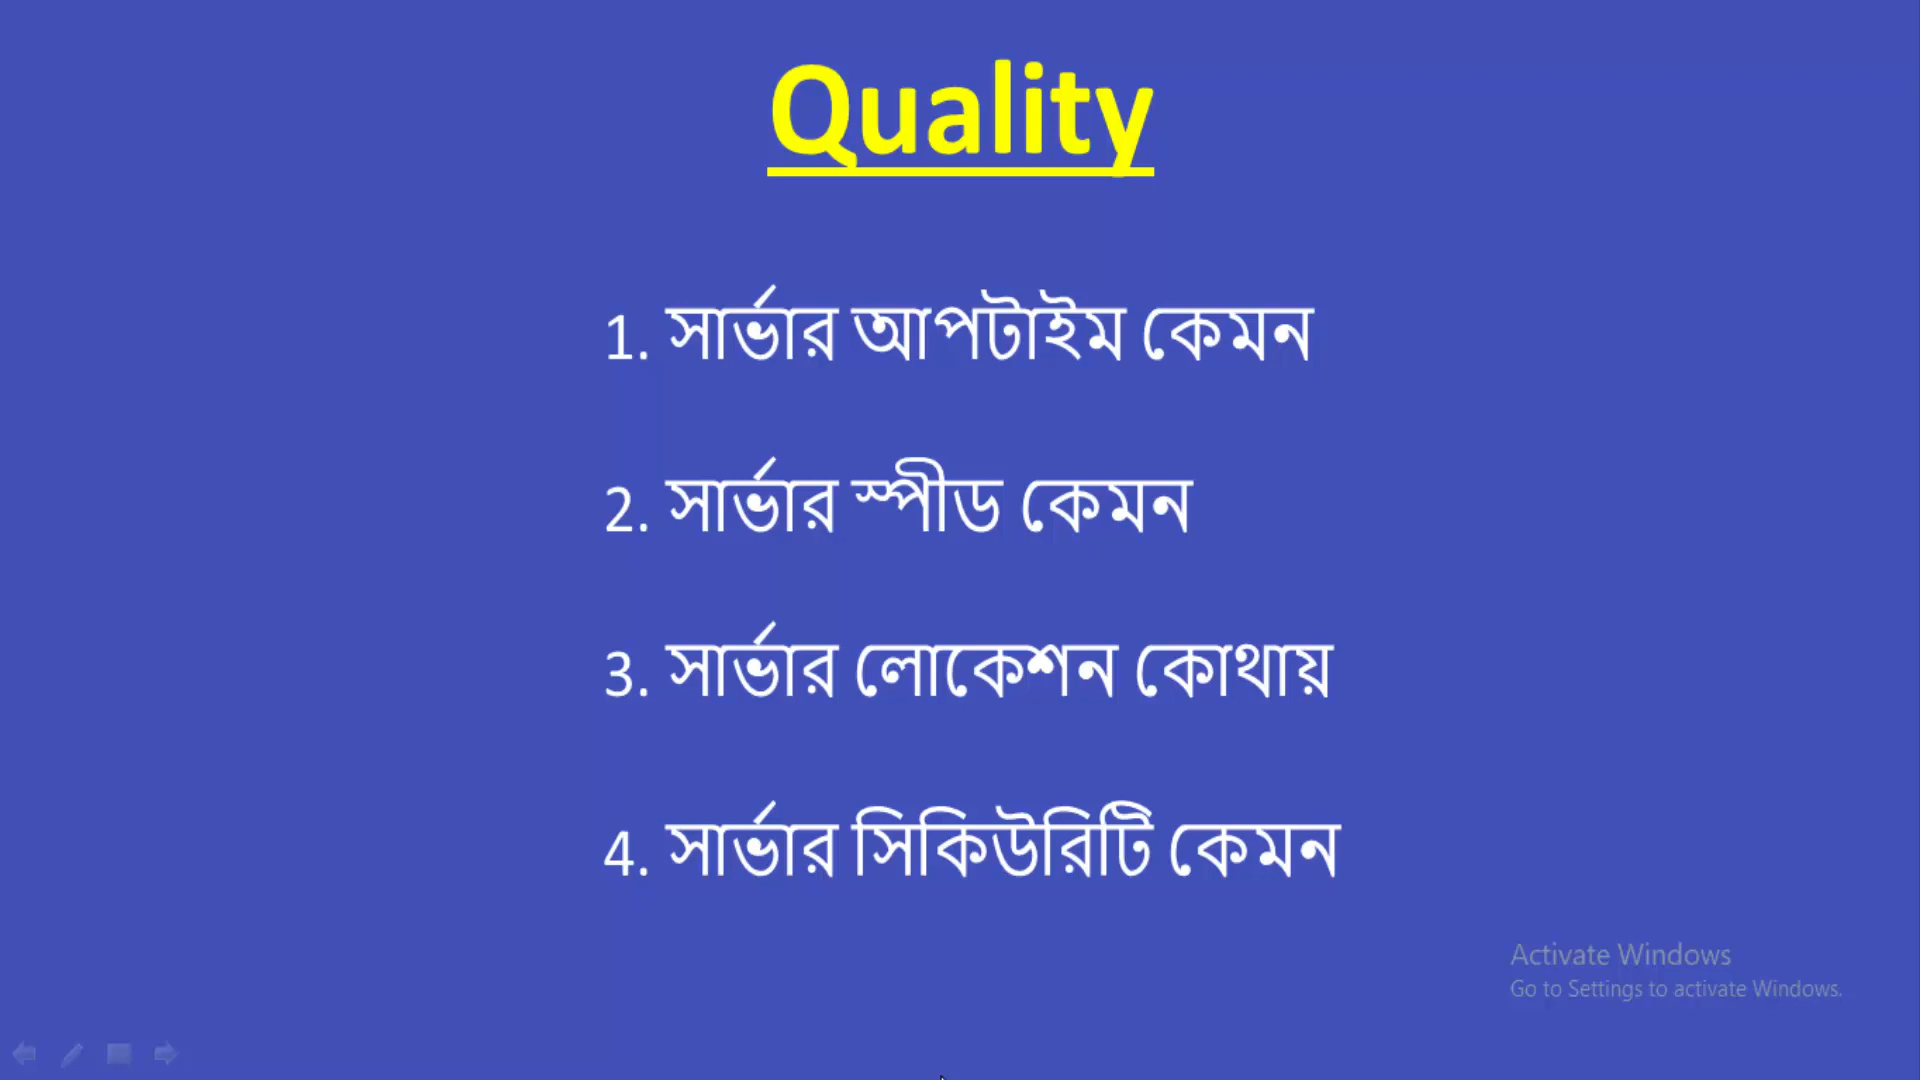 Quality
1. সার্ভার আপটাইম কেমন
2. সার্ভার স্পীড কেমন
3. সার্ভার লোকেশন কোথায়
4. সার্ভার সিকিউরিটি কেমন
Activate Windows
Go to Settings to activate Windows.